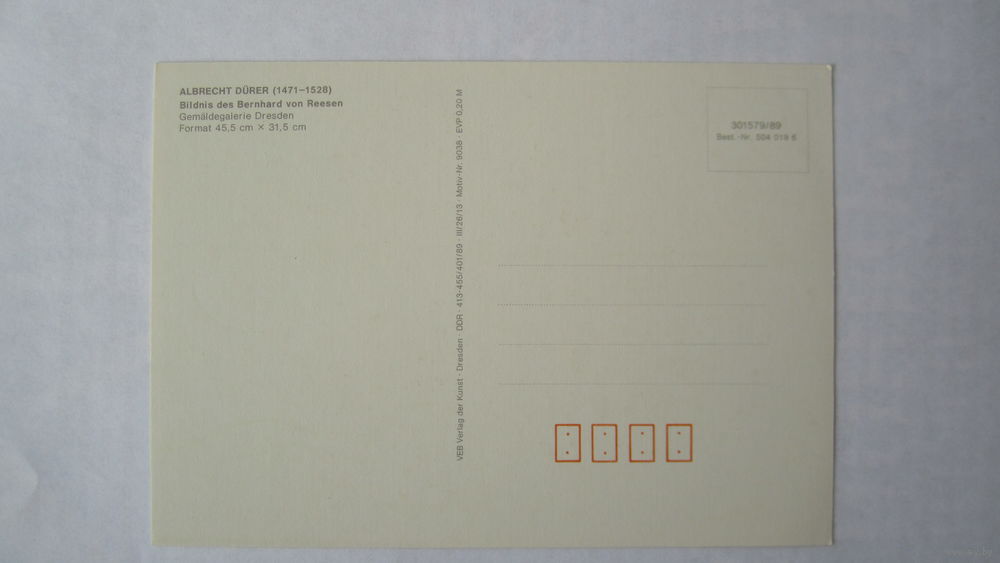 ALBRECHT DÜRER (1471–1528)
Bildnis des Bernhard von Reesen
Gemäldegalerie Dresden
Format 45,5 cm × 31,5 cm
VEB Verlag der Kunst · Dresden · DDR · 413-455/401/89 · III/26/13 · Motiv-Nr. 9038 · EVP 0,20 M
301579/89
Best.-Nr. 504 019 6